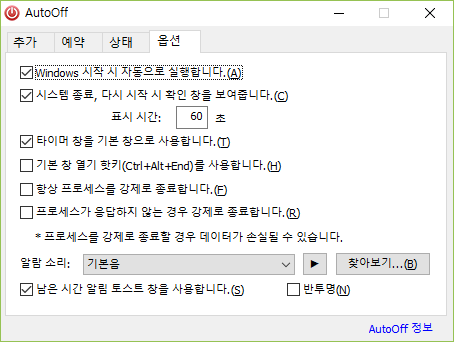 AutoOff
추가 예약 상태 옵션
Windows 시작 시 자동으로 실행합니다.(A)
시스템 종료, 다시 시작 시 확인 창을 보여줍니다.(C)
표시 시간: 60 초
타이머 창을 기본 창으로 사용합니다.(T)
기본 창 열기 핫키(Ctrl+Alt+End)를 사용합니다.(H)
항상 프로세스를 강제로 종료합니다.(F)
프로세스가 응답하지 않는 경우 강제로 종료합니다.(R)
* 프로세스를 강제로 종료할 경우 데이터가 손실될 수 있습니다.
알람 소리: 기본음 찾아보기...(B)
남은 시간 알림 토스트 창을 사용합니다.(S) 반투명(N)
AutoOff 정보